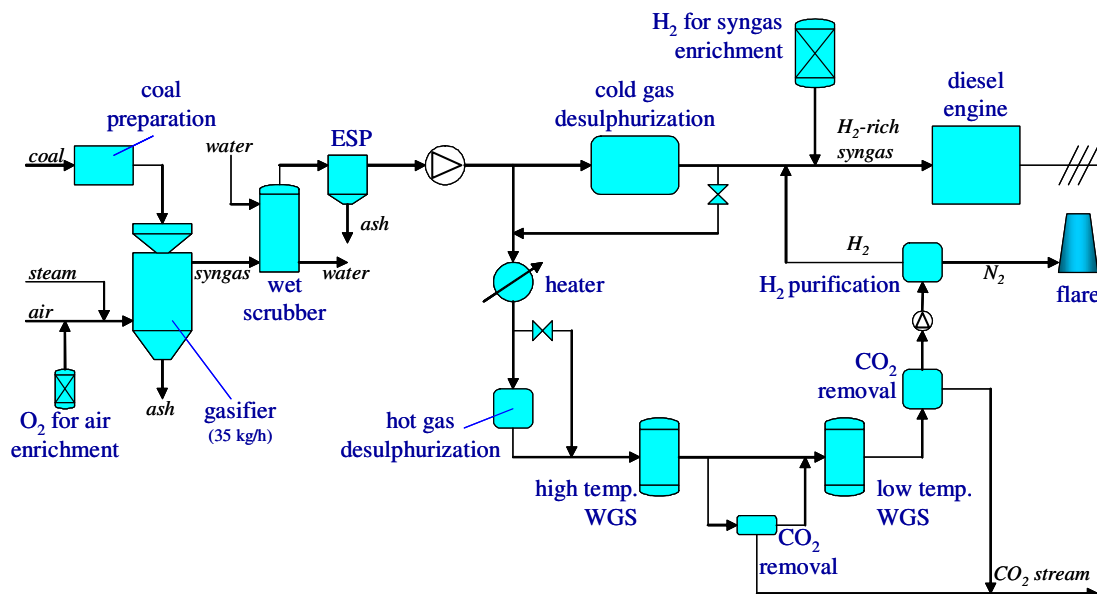 H2 for syngas
enrichment
coal
preparation
cold gas
desulphurization
diesel
engine
coal
water
ESP
H2-rich
syngas
ash
steam
syngas
water
wet
scrubber
heater
H2
H2 purification
N2
flare
air
O2 for air
enrichment
ash
gasifier
(35 kg/h)
hot gas
desulphurization
CO2
removal
high temp.
WGS
low temp.
WGS
CO2
removal
CO2 stream